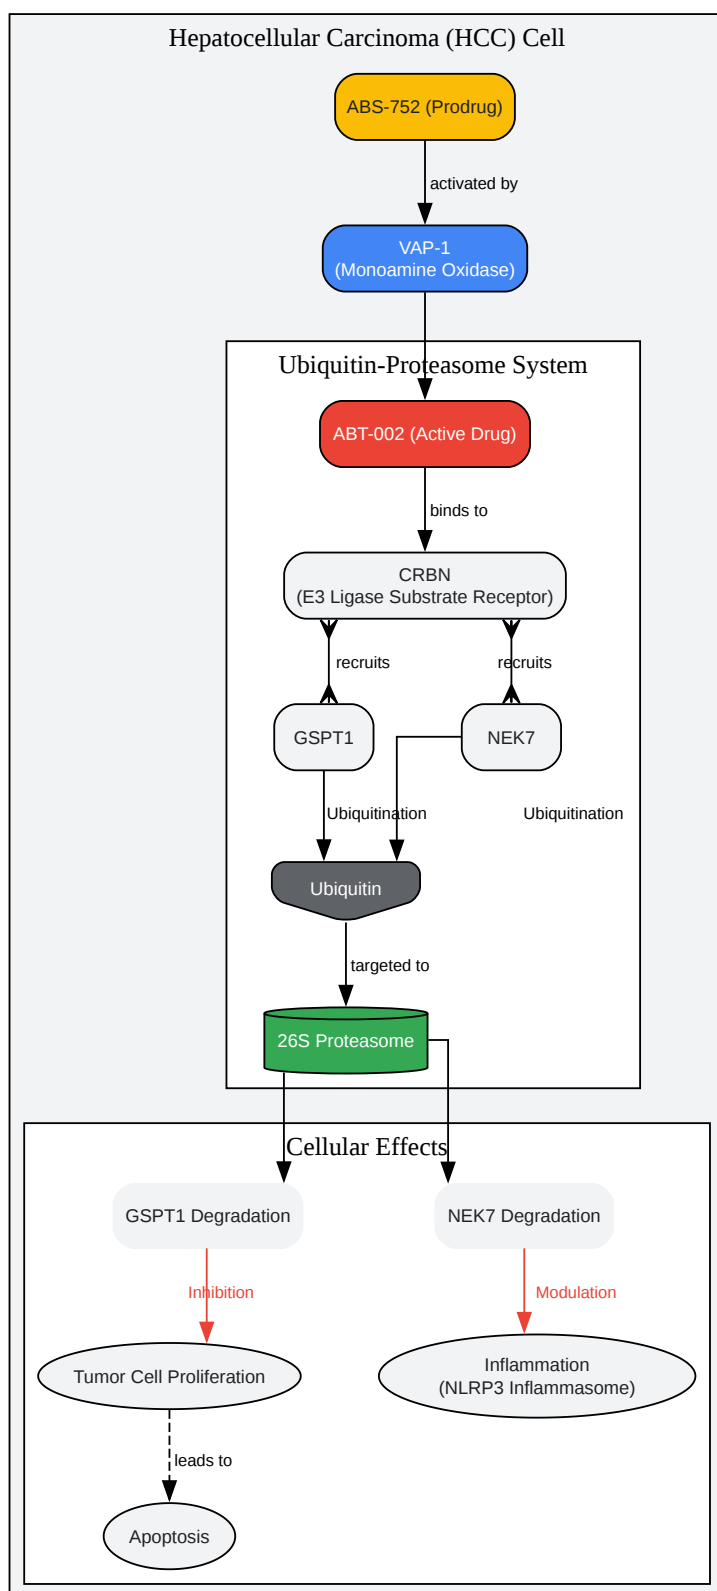 Hepatocellular Carcinoma (HCC) Cell
ABS-752 (Prodrug)
activated by
VAP-1
(Monoamine Oxidase)
Ubiquitin-Proteasome System
ABT-002 (Active Drug)
binds to
CRBN
(E3 Ligase Substrate Receptor)
recruits
recruits
GSPT1
NEK7
Ubiquitination
Ubiquitination
Ubiquitin
targeted to
26S Proteasome
Cellular Effects
GSPT1 Degradation
NEK7 Degradation
Inhibition
Modulation
Tumor Cell Proliferation
Inflammation
(NLRP3 Inflammasome)
leads to
Apoptosis